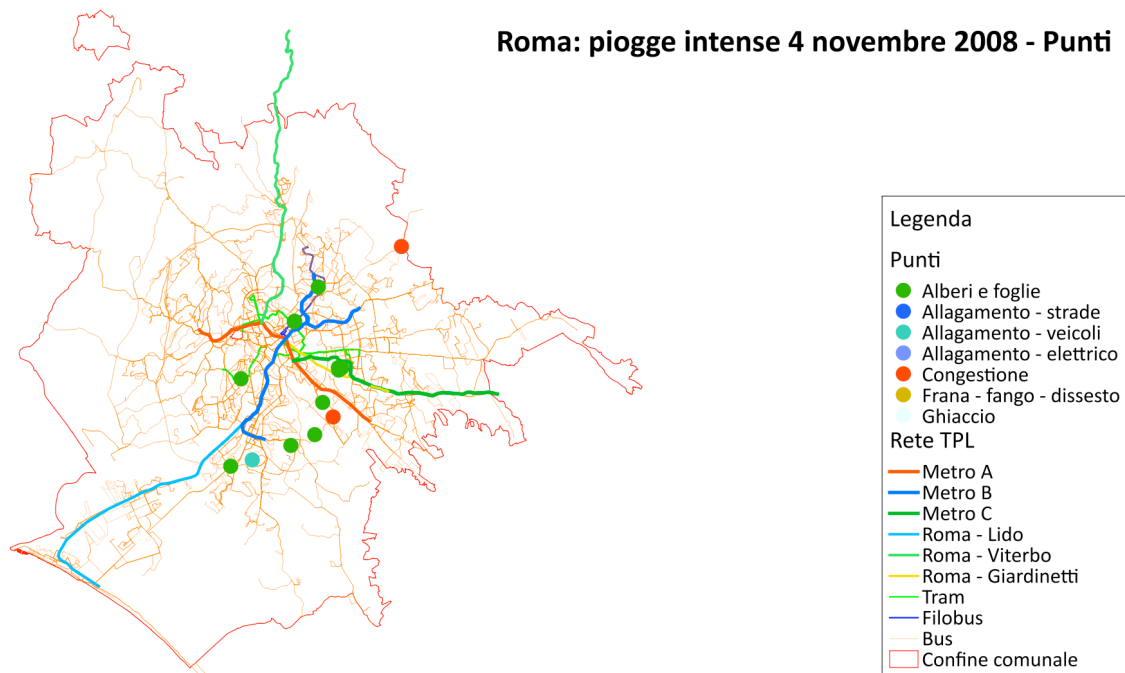 Roma: piogge intense 4 novembre 2008 - Punti
Legenda
Punti
Alberi e foglie
Allagamento - strade
Allagamento - veicoli
Allagamento - elettrico
Congestione
Frana - fango - dissesto
Ghiaccio
Rete TPL
Metro A
Metro B
Metro C
Roma - Lido
Roma - Viterbo
Roma - Giardinetti
Tram
Filobus
Bus
Confine comunale